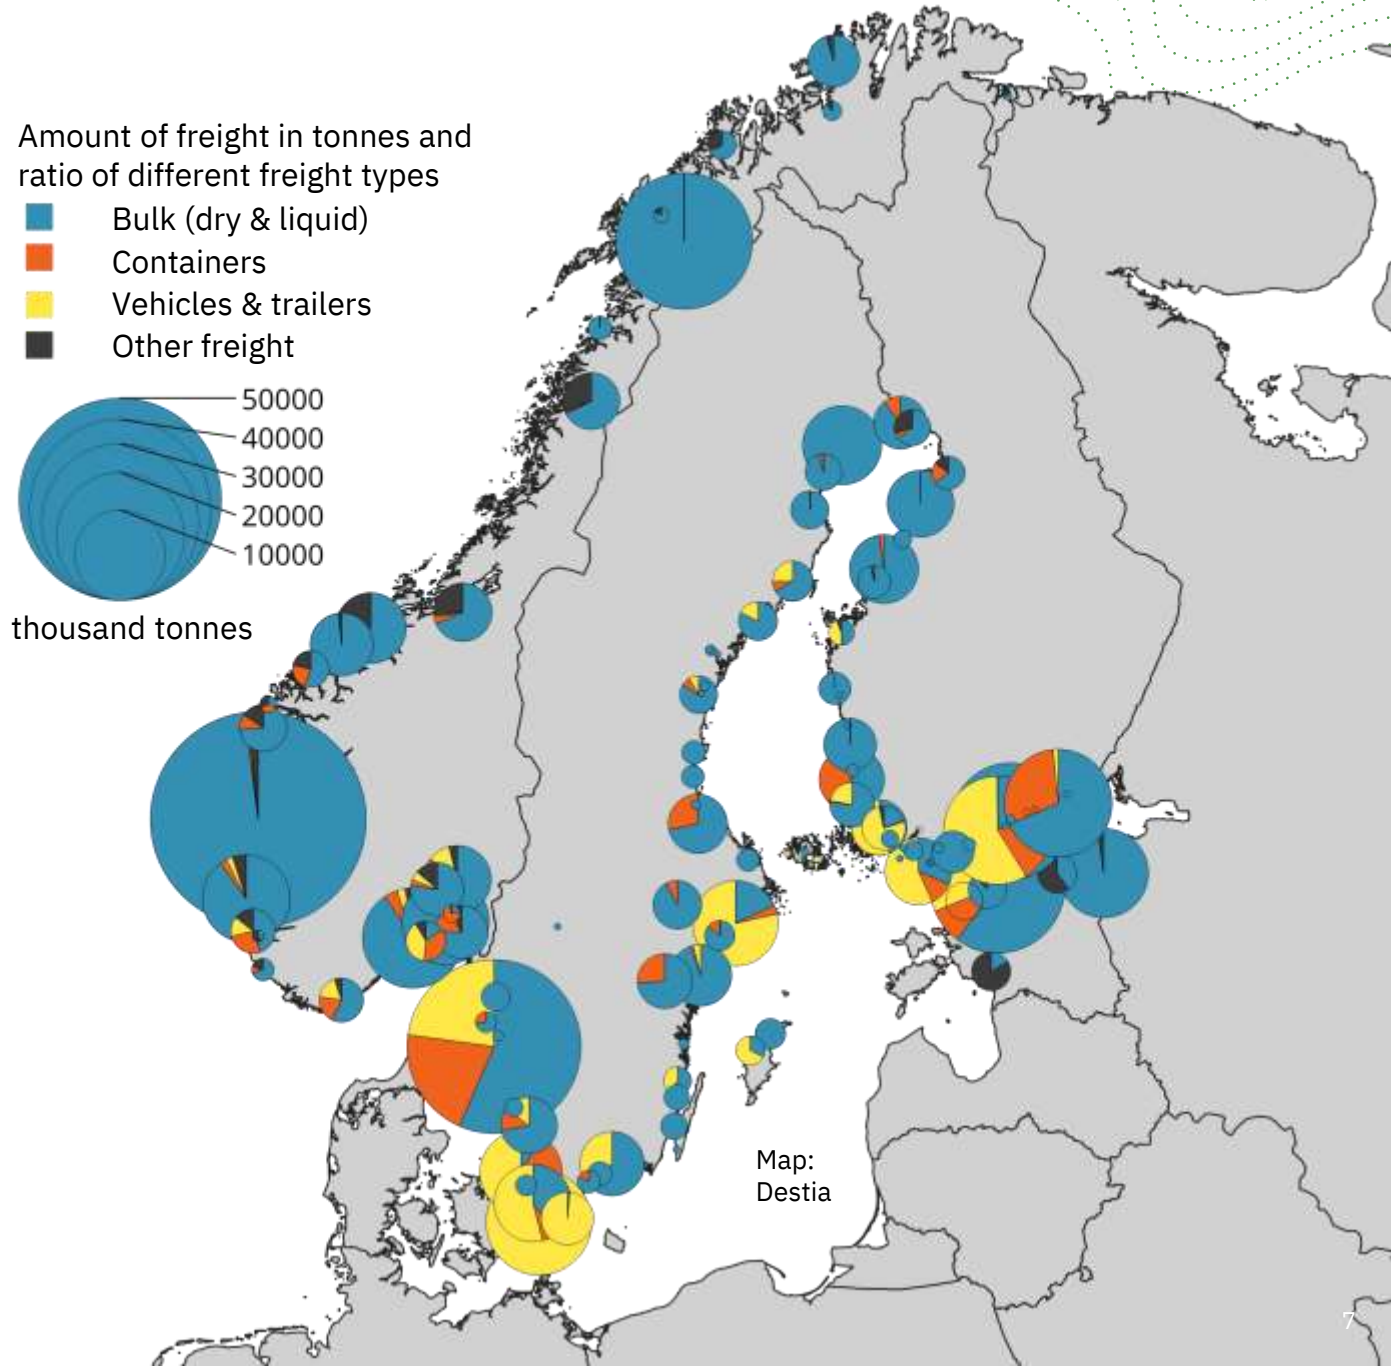 Amount of freight in tonnes and
ratio of different freight types
Bulk (dry & liquid)
Containers
Vehicles & trailers
Other freight
50000
40000
30000
20000
10000
thousand tonnes
Map:
Destia
7